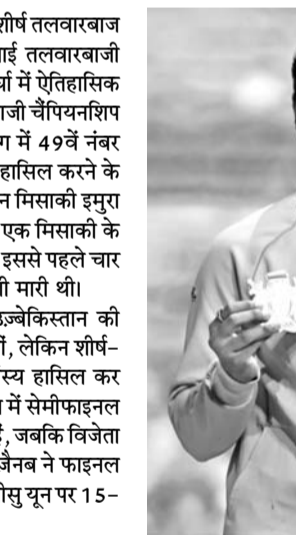 शीर्ष तलवारबाज
तलवारबाजी
में ऐतिहासिक
चैंपियनशिप
में 49वें नंबर
हासिल करने के
मिसाकी इमुरा
एक मिसाकी के
इससे पहले चार
मारी थी।
उज़्बेकिस्तान की
, लेकिन शीर्ष-
हासिल कर
में सेमीफाइनल
, जबकि विजेता
जैनब ने फाइनल
यून पर 15-